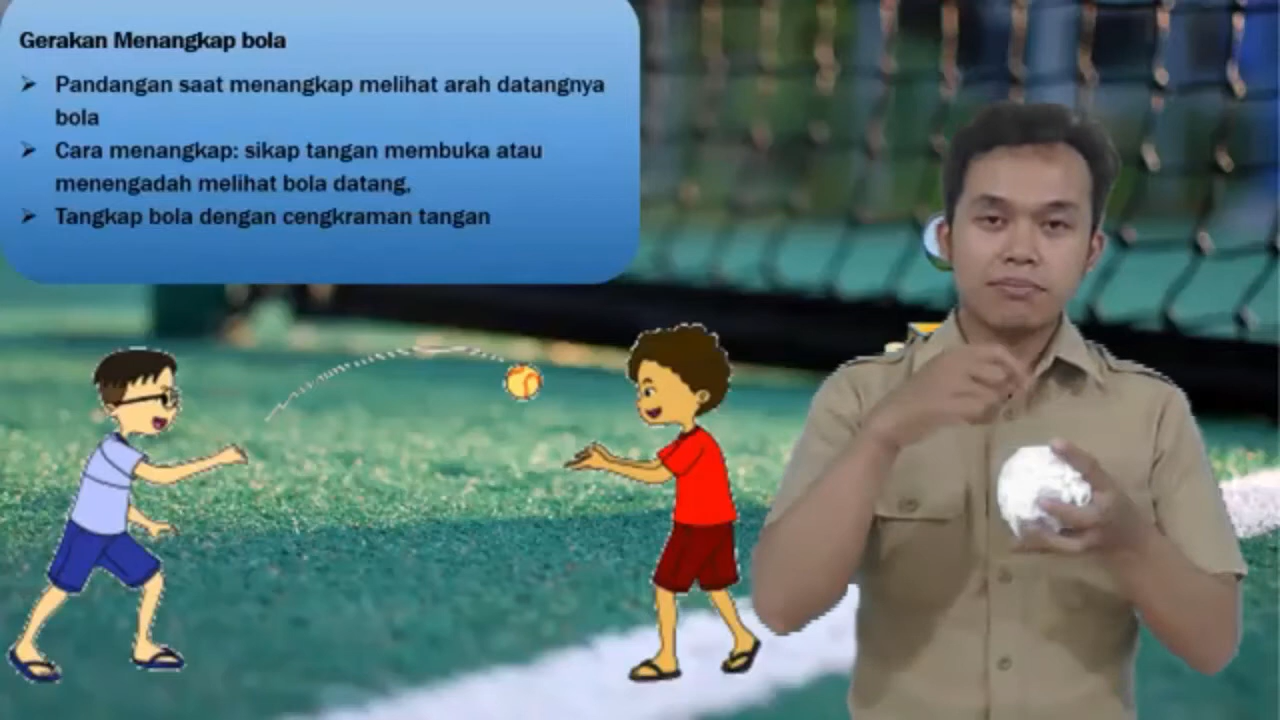 Gerakan Menangkap bola
➢ Pandangan saat menangkap melihat arah datangnya
bola
➢ Cara menangkap: sikap tangan membuka atau
menengadah melihat bola datang,
➢ Tangkap bola dengan cengkraman tangan